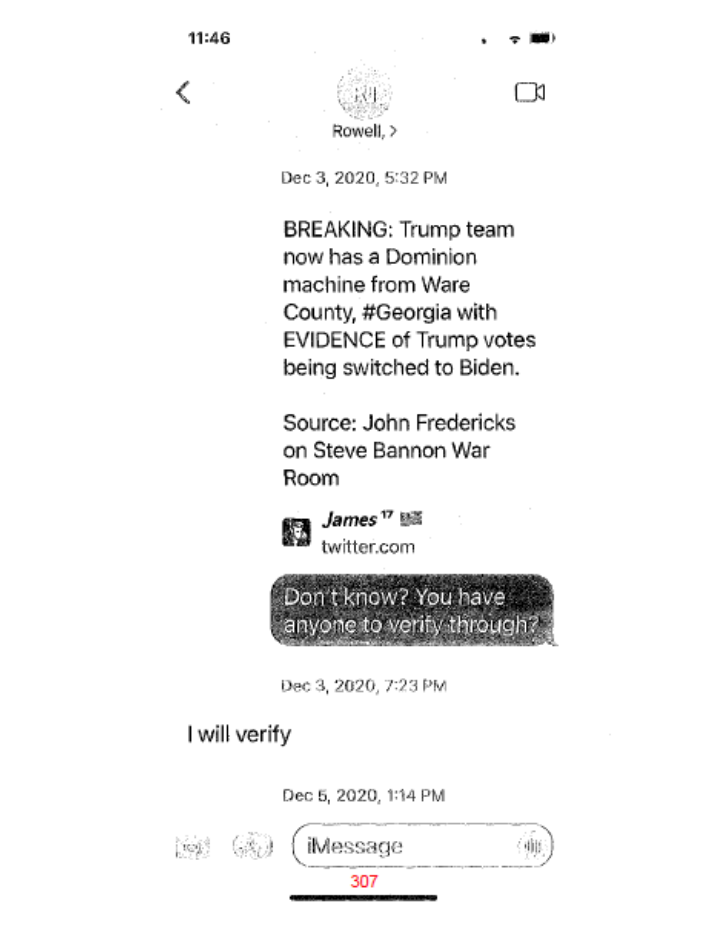 11:46
Rowell, >
Dec 3, 2020, 5:32 PM
BREAKING: Trump team
now has a Dominion
machine from Ware
County, #Georgia with
EVIDENCE of Trump votes
being switched to Biden.
Source: John Fredericks
on Steve Bannon War
Room
James 17
twitter.com
Don't know? You have
anyone to verify through?
Dec 3, 2020, 7:23 PM
I will verify
Dec 5, 2020, 1:14 PM
iMessage
307